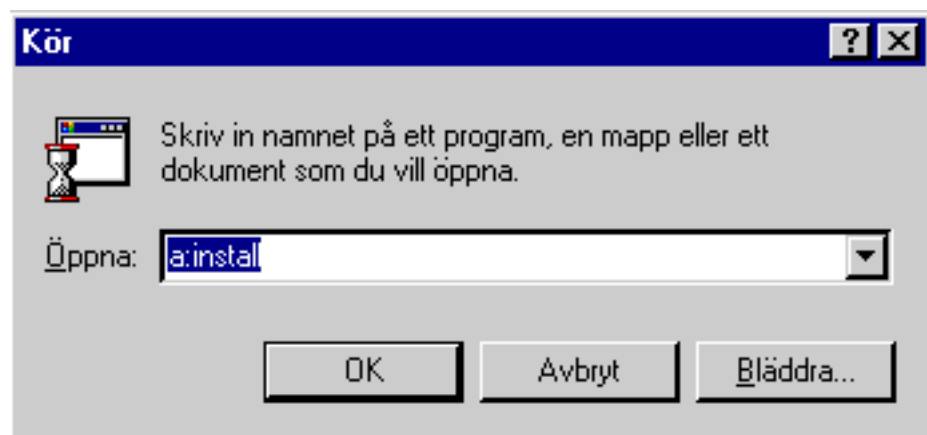 Kör
Skriv in namnet på ett program, en mapp eller ett
dokument som du vill öppna.
Öppna: a:install
OK Avbryt Bläddra...